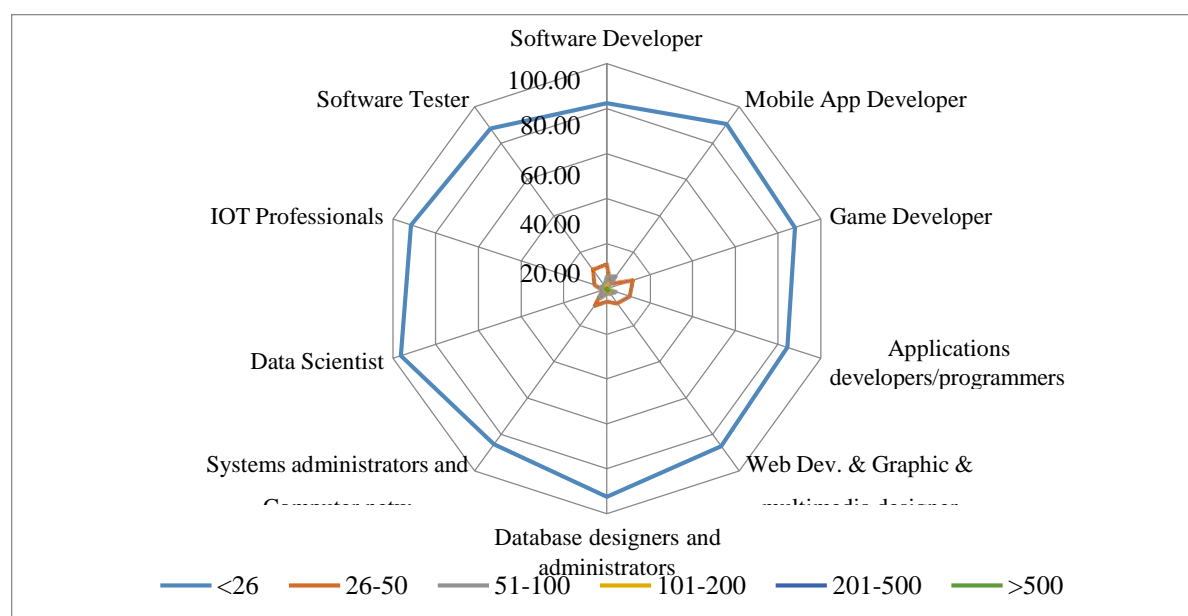 Software Developer
100.00
Software Tester
Mobile App Developer
80.00
60.00
IOT Professionals
Game Developer
40.00
20.00
Data Scientist
Applications
developers/programmers
Systems administrators and
Web Dev. & Graphic &
multimedia designer
Database designers and
administrators
<26
26-50
51-100
101-200
201-500
>500